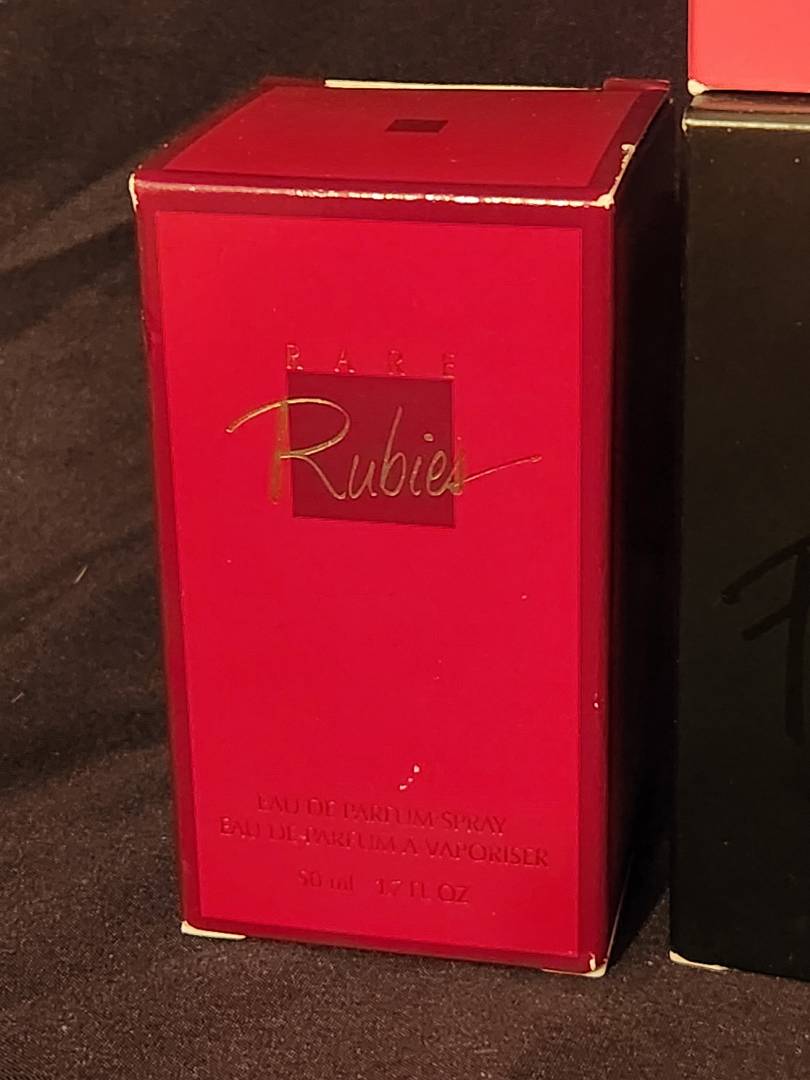 RARE
Rubies
EAU DE PARFUM SPRAY
EAU DE PARFUM A VAPORISER
50 ml 1.7 FL OZ